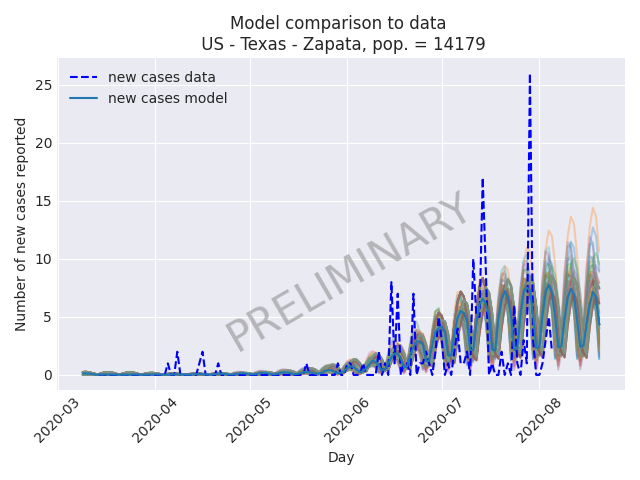 Model comparison to data
US - Texas - Zapata, pop. = 14179
new cases data
new cases model
PRELIMINARY
Number of new cases reported
25
20
15
10
5
0
2020-03
2020-04
2020-05
2020-06
2020-07
2020-08
Day